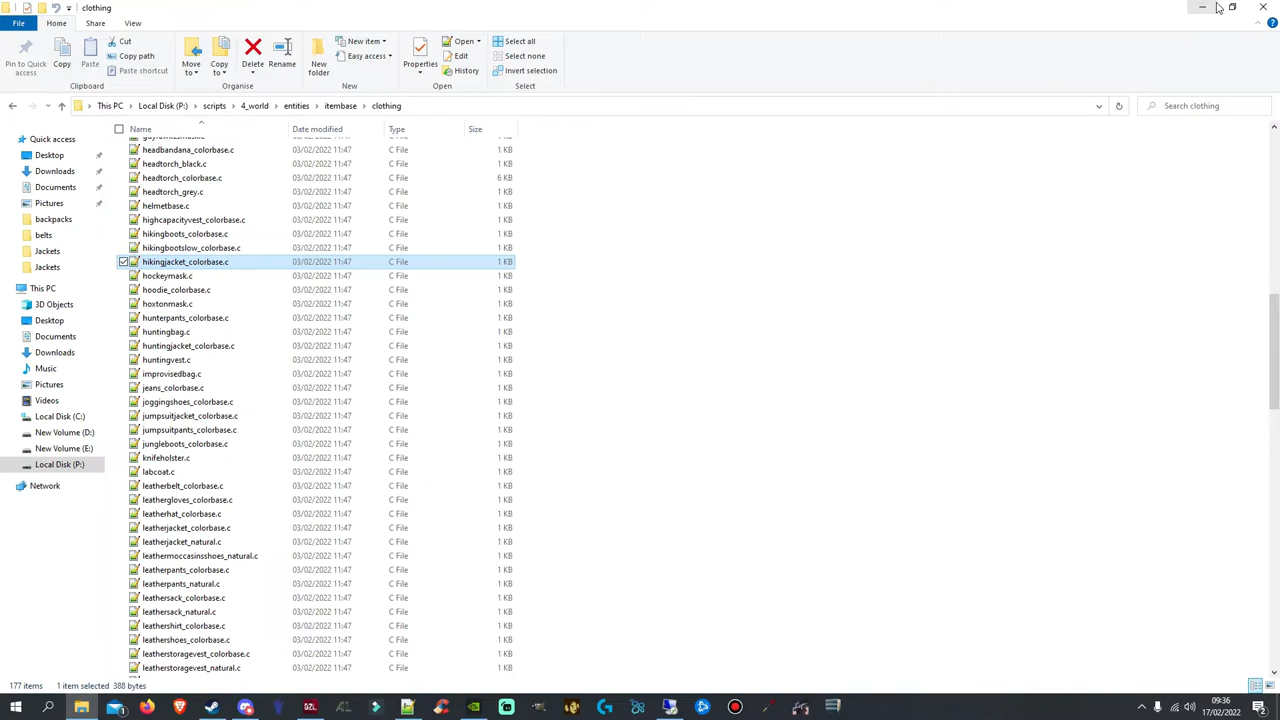 clothing
File Home Share View
Pin to Quick access
Copy
Paste
Cut
Copy path
Paste shortcut
Clipboard
Move to
Copy to
Delete
Rename
Organise
New folder
New item
Easy access
New
Properties
Open
Edit
History
Open
Select all
Select none
Invert selection
Select
This PC Local Disk (P:) scripts 4_world entities itembase clothing
Search clothing
Name Date modified Type Size
Quick access
Desktop
Downloads
Documents
Pictures
backpacks
belts
Jackets
Jackets
This PC
3D Objects
Desktop
Documents
Downloads
Music
Pictures
Videos
Local Disk (C:)
New Volume (D:)
New Volume (E:)
Local Disk (P:)
Network
headbandana_colorbase.c 03/02/2022 11:47 C File 1 KB
headtorch_black.c 03/02/2022 11:47 C File 1 KB
headtorch_colorbase.c 03/02/2022 11:47 C File 6 KB
headtorch_grey.c 03/02/2022 11:47 C File 1 KB
helmetbase.c 03/02/2022 11:47 C File 1 KB
highcapacityvest_colorbase.c 03/02/2022 11:47 C File 1 KB
hikingboots_colorbase.c 03/02/2022 11:47 C File 1 KB
hikingbootslow_colorbase.c 03/02/2022 11:47 C File 1 KB
hikingjacket_colorbase.c 03/02/2022 11:47 C File 1 KB
hockeymask.c 03/02/2022 11:47 C File 1 KB
hoodie_colorbase.c 03/02/2022 11:47 C File 1 KB
hoxtonmask.c 03/02/2022 11:47 C File 1 KB
hunterpants_colorbase.c 03/02/2022 11:47 C File 1 KB
huntingbag.c 03/02/2022 11:47 C File 1 KB
huntingjacket_colorbase.c 03/02/2022 11:47 C File 1 KB
huntingvest.c 03/02/2022 11:47 C File 1 KB
improvisedbag.c 03/02/2022 11:47 C File 1 KB
jeans_colorbase.c 03/02/2022 11:47 C File 1 KB
joggingshoes_colorbase.c 03/02/2022 11:47 C File 1 KB
jumpsuitjacket_colorbase.c 03/02/2022 11:47 C File 1 KB
jumpsuitpants_colorbase.c 03/02/2022 11:47 C File 1 KB
jungleboots_colorbase.c 03/02/2022 11:47 C File 1 KB
knifeholster.c 03/02/2022 11:47 C File 1 KB
labcoat.c 03/02/2022 11:47 C File 1 KB
leatherbelt_colorbase.c 03/02/2022 11:47 C File 1 KB
leathergloves_colorbase.c 03/02/2022 11:47 C File 1 KB
leatherhat_colorbase.c 03/02/2022 11:47 C File 1 KB
leatherjacket_colorbase.c 03/02/2022 11:47 C File 1 KB
leatherjacket_natural.c 03/02/2022 11:47 C File 1 KB
leathermoccasinsshoes_natural.c 03/02/2022 11:47 C File 1 KB
leatherpants_colorbase.c 03/02/2022 11:47 C File 1 KB
leatherpants_natural.c 03/02/2022 11:47 C File 1 KB
leathersack_colorbase.c 03/02/2022 11:47 C File 1 KB
leathersack_natural.c 03/02/2022 11:47 C File 1 KB
leathershirt_colorbase.c 03/02/2022 11:47 C File 1 KB
leathershoes_colorbase.c 03/02/2022 11:47 C File 1 KB
leatherstoragevest_colorbase.c 03/02/2022 11:47 C File 1 KB
leatherstoragevest_natural.c 03/02/2022 11:47 C File 1 KB
177 items 1 item selected 388 bytes
09:36
17/02/2022